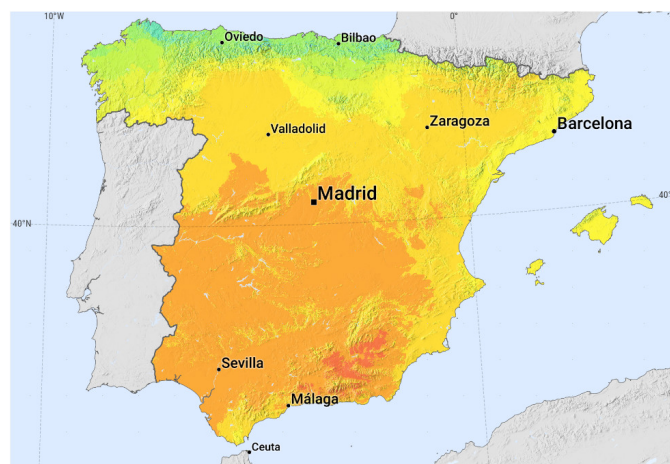 10°W
0°
Oviedo
Bilbao
Valladolid
Zaragoza
Barcelona
Madrid
40°N
40°
Sevilla
Málaga
Ceuta